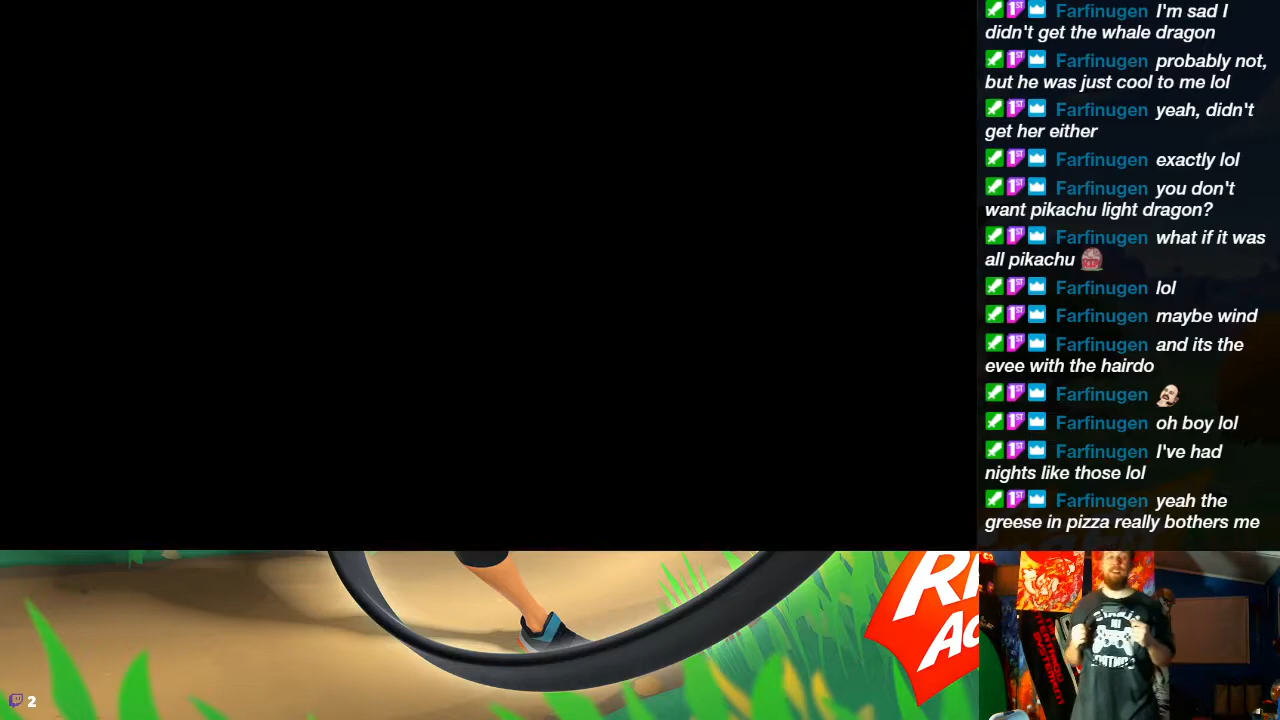 Farfinugen I'm sad I
didn't get the whale dragon
Farfinugen probably not,
but he was just cool to me lol
Farfinugen yeah, didn't
get her either
Farfinugen exactly lol
Farfinugen you don't
want pikachu light dragon?
Farfinugen what if it was
all pikachu
Farfinugen lol
Farfinugen maybe wind
Farfinugen and its the
evee with the hairdo
Farfinugen
Farfinugen oh boy lol
Farfinugen I've had
nights like those lol
Farfinugen yeah the
greese in pizza really bothers me
2